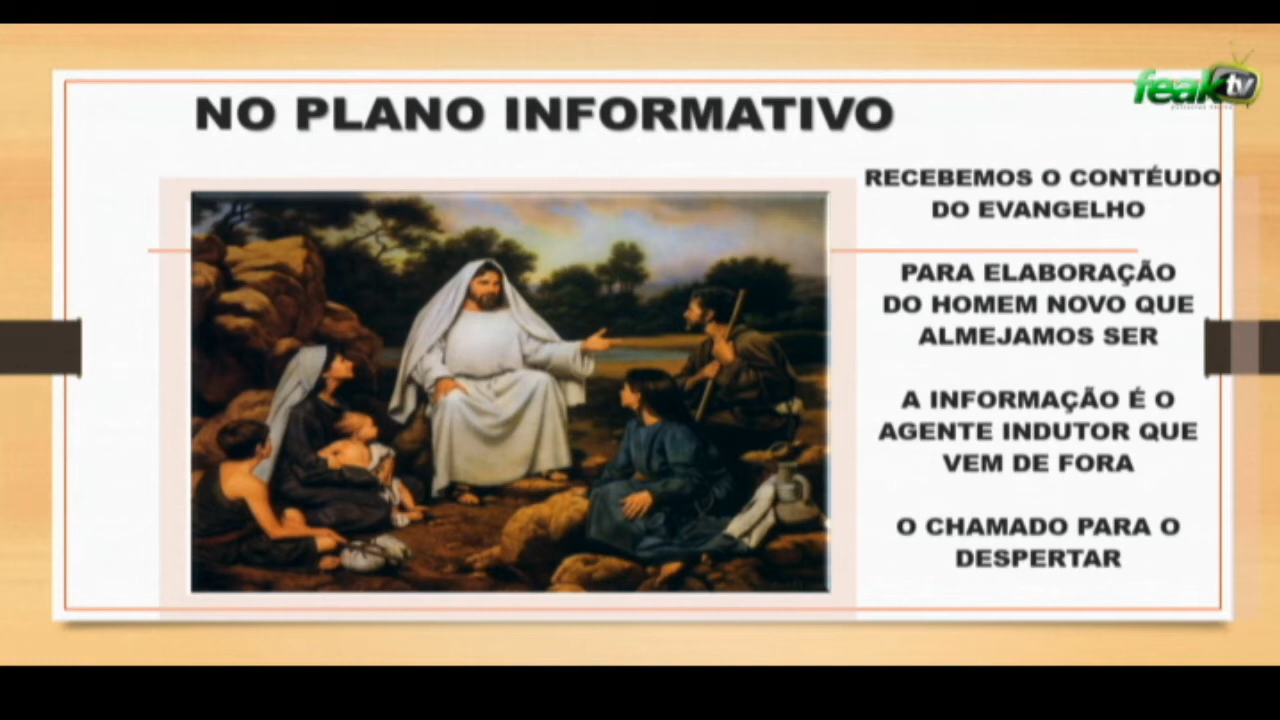 feak tv
NO PLANO INFORMATIVO
RECEBEMOS O CONTÉUDO
DO EVANGELHO
PARA ELABORAÇÃO
DO HOMEM NOVO QUE
ALMEJAMOS SER
A INFORMAÇÃO É O
AGENTE INDUTOR QUE
VEM DE FORA
O CHAMADO PARA O
DESPERTAR